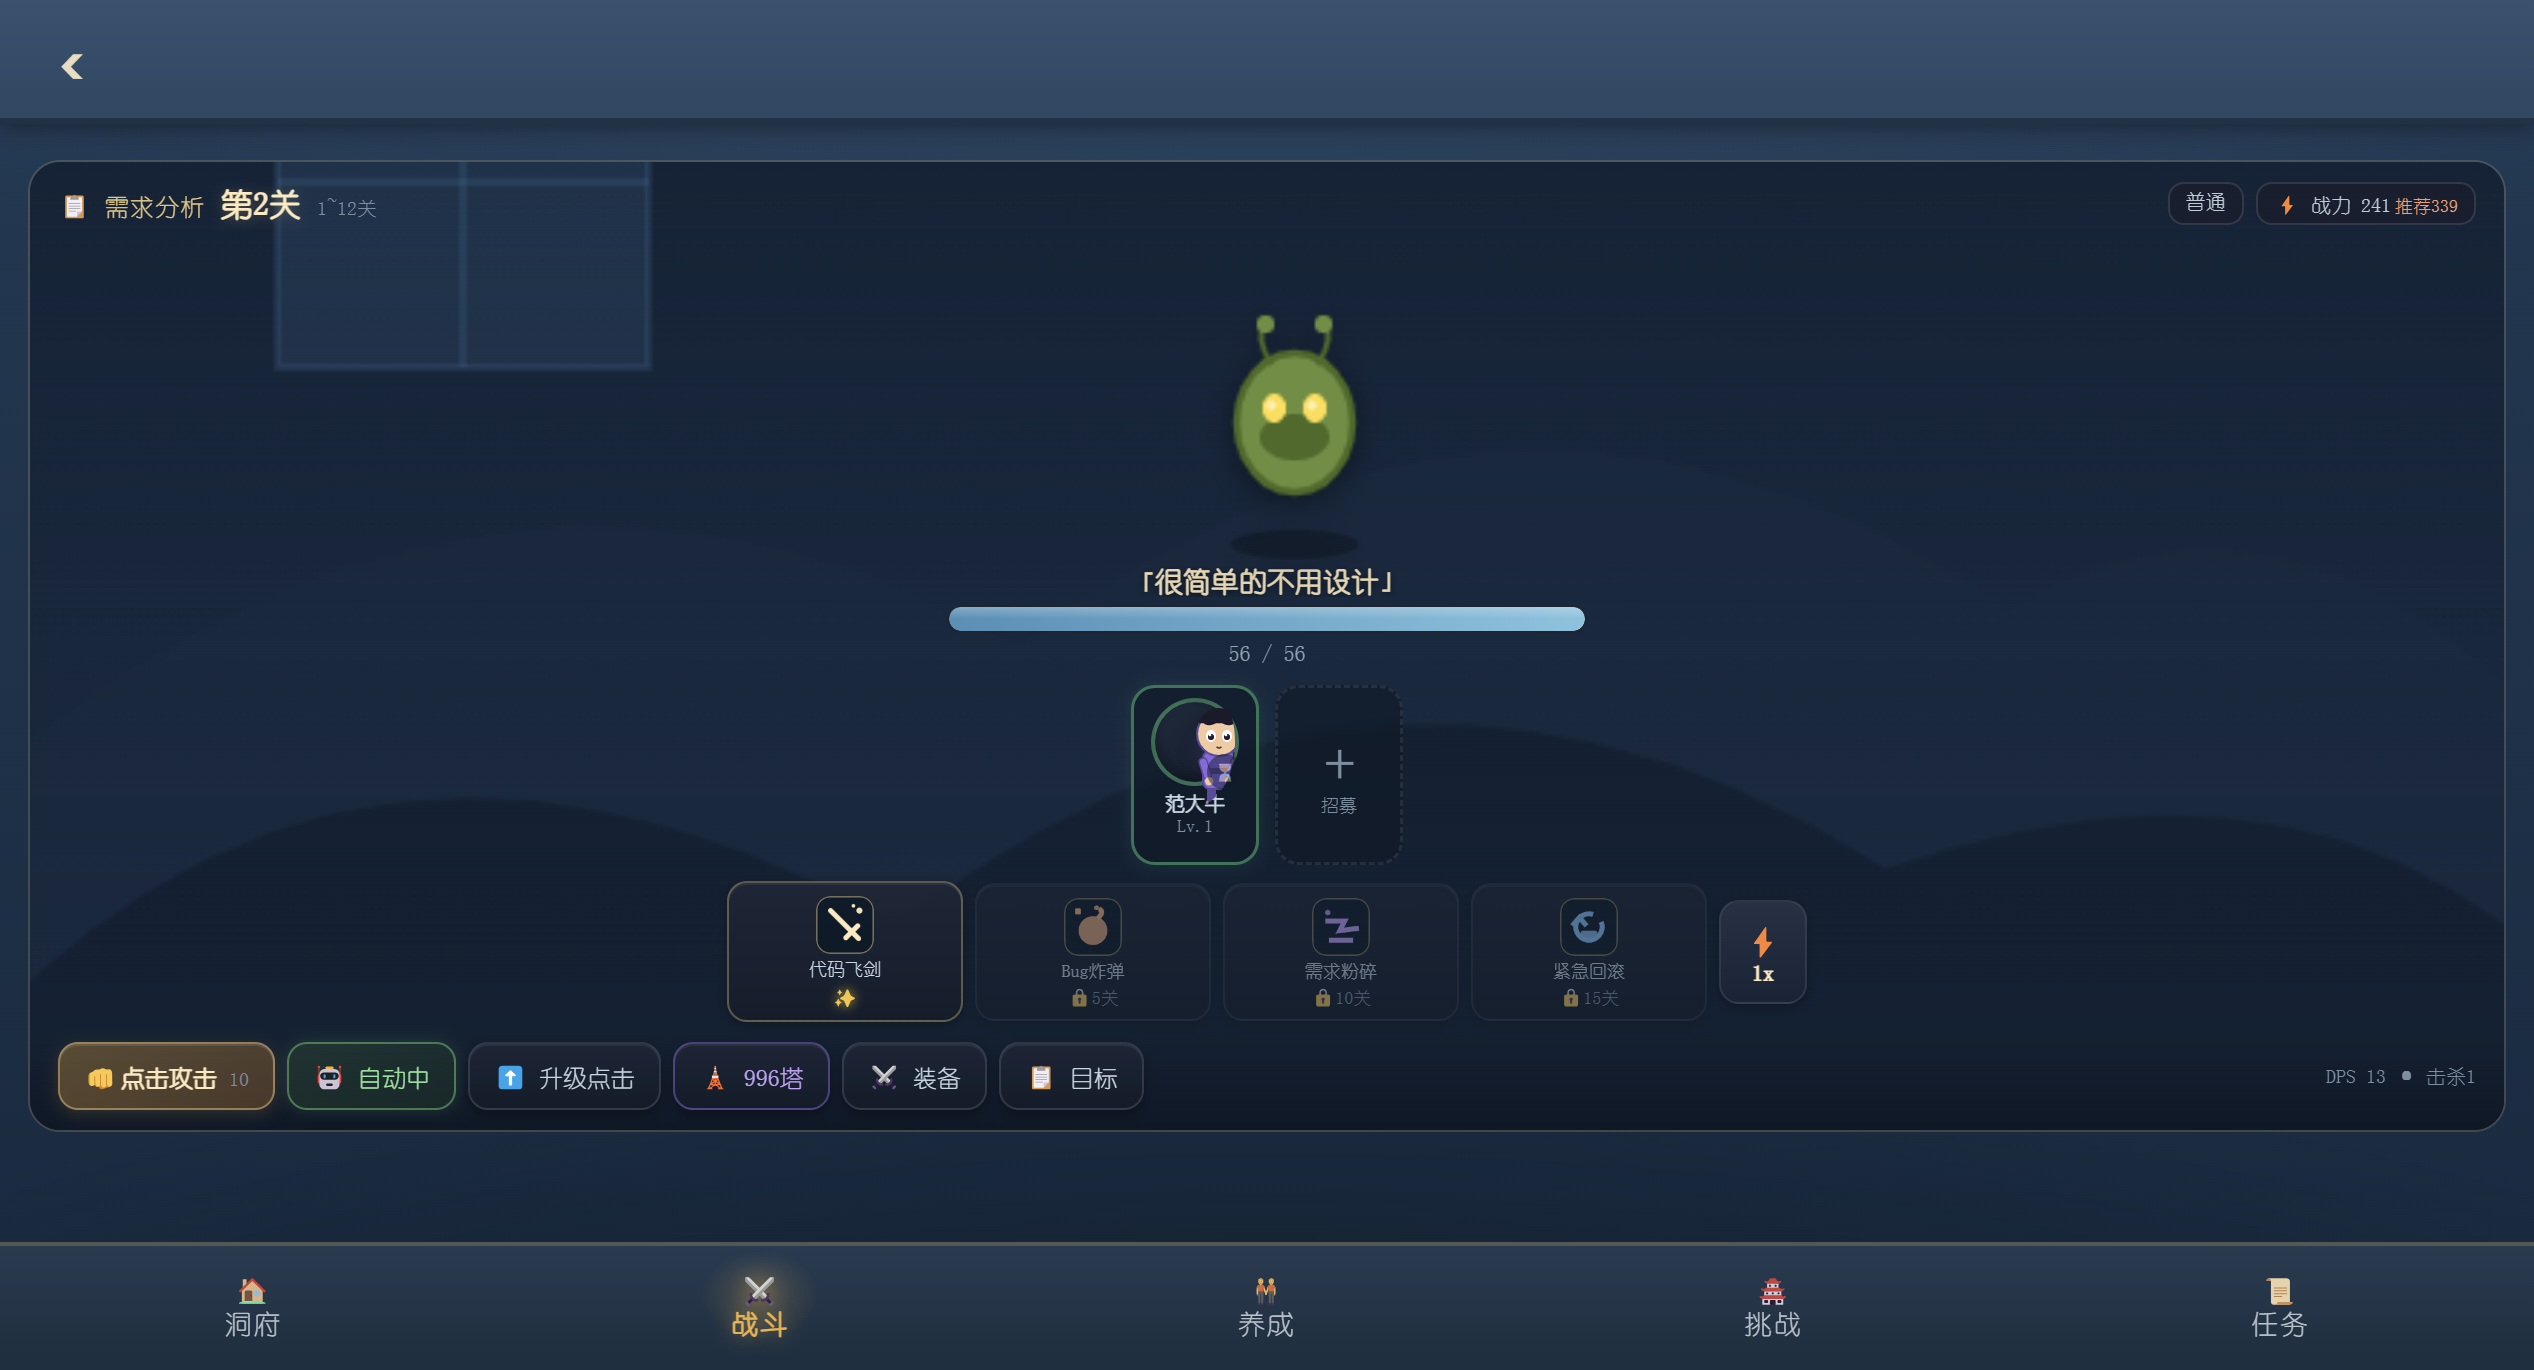 需求分析 第2关 1~12关
普通 战力 241 推荐339
「很简单的不用设计」
56 / 56
范大牛
Lv.1
招募
代码飞剑
Bug炸弹
5关
需求粉碎
10关
紧急回滚
15关
1x
点击攻击 10
自动中
升级点击
996塔
装备
目标
DPS 13 • 击杀1
洞府
战斗
养成
挑战
任务